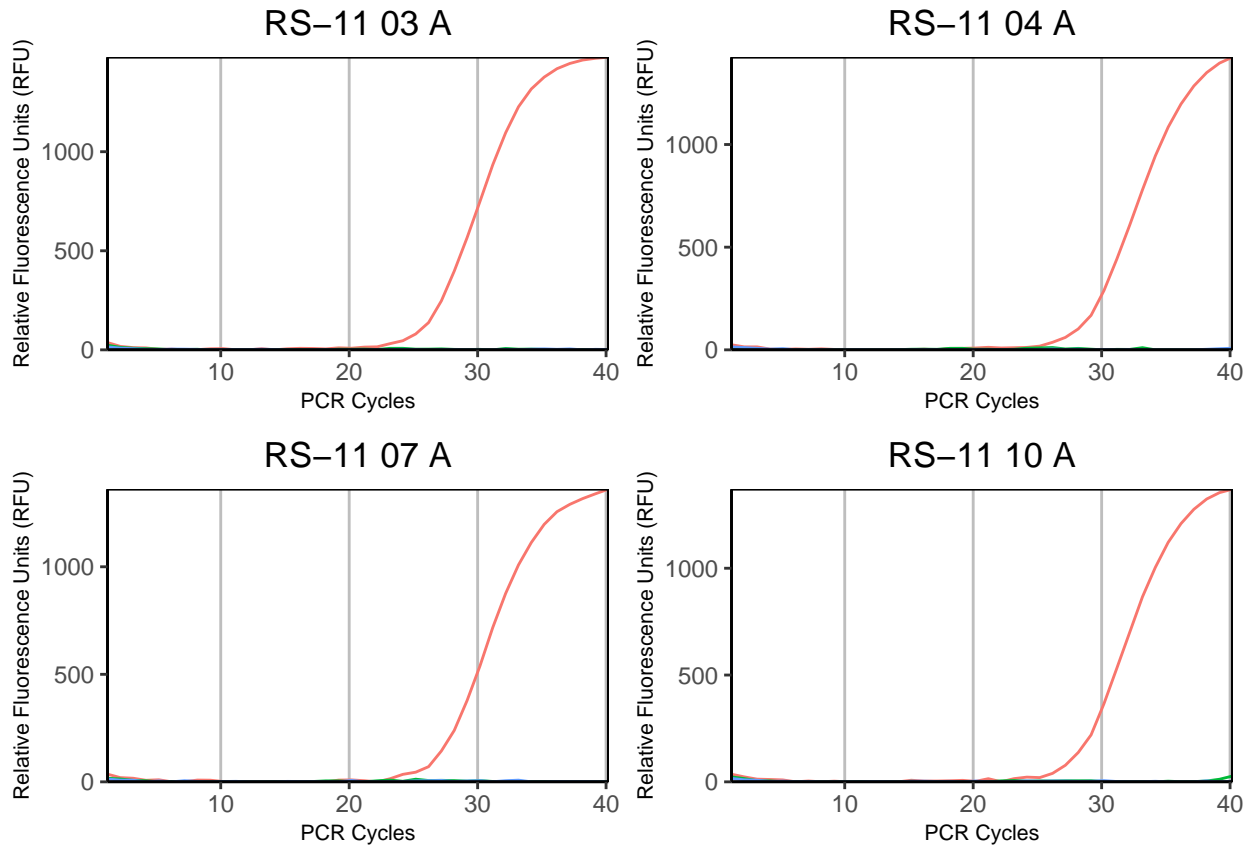 RS−11 03 A
Relative Fluorescence Units (RFU)
1000
500
0
10 20 30 40
PCR Cycles
RS−11 04 A
Relative Fluorescence Units (RFU)
1000
500
0
10 20 30 40
PCR Cycles
RS−11 07 A
Relative Fluorescence Units (RFU)
1000
500
0
10 20 30 40
PCR Cycles
RS−11 10 A
Relative Fluorescence Units (RFU)
1000
500
0
10 20 30 40
PCR Cycles